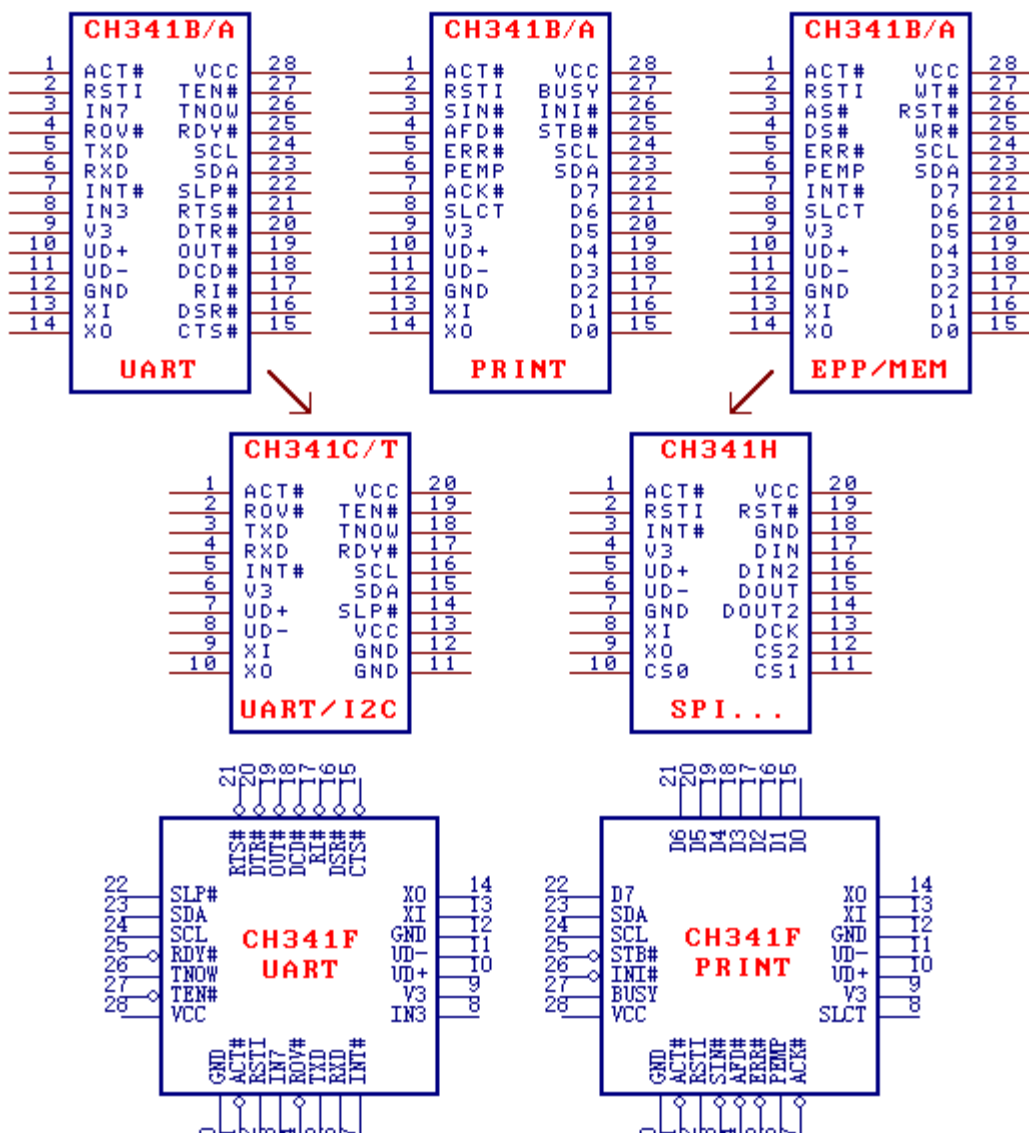 CH341B/A CH341B/A CH341B/A
1 ACT# VCC 28 1 ACT# VCC 28 1 ACT# VCC 28
2 RSTI TEN# 27 2 RSTI BUSY 27 2 RSTI WT# 27
3 IN7 TNOW 26 3 SIN# INI# 26 3 AS# RST# 26
4 ROV# RDY# 25 4 AFD# STB# 25 4 DS# WR# 25
5 TXD SCL 24 5 ERR# SCL 24 5 ERR# SCL 24
6 RXD SDA 23 6 PEMP SDA 23 6 PEMP SDA 23
7 INT# SLP# 22 7 ACK# D7 22 7 INT# D7 22
8 IN3 RTS# 21 8 SLCT D6 21 8 SLCT D6 21
9 V3 DTR# 20 9 V3 D5 20 9 V3 D5 20
10 UD+ OUT# 19 10 UD+ D4 19 10 UD+ D4 19
11 UD- DCD# 18 11 UD- D3 18 11 UD- D3 18
12 GND RI# 17 12 GND D2 17 12 GND D2 17
13 XI DSR# 16 13 XI D1 16 13 XI D1 16
14 XO CTS# 15 14 XO D0 15 14 XO D0 15
UART PRINT EPP/MEM
CH341C/T CH341H
1 ACT# VCC 20 1 ACT# VCC 20
2 ROV# TEN# 19 2 RSTI RST# 19
3 TXD TNOW 18 3 INT# GND 18
4 RXD RDY# 17 4 V3 DIN 17
5 INT# SCL 16 5 UD+ DIN2 16
6 V3 SDA 15 6 UD- DOUT 15
7 UD+ SLP# 14 7 GND DOUT2 14
8 UD- VCC 13 8 XI DCK 13
9 XI GND 12 9 XO CS2 12
10 XO GND 11 10 CS0 CS1 11
UART/I2C SPI...
21 20 19 18 17 16 15 21 20 19 18 17 16 15
RTS# DTR# OUT# DCD# RI# DSR# CTS# D6 D5 D4 D3 D2 D1 D0
22 SLP# XO 14 22 D7 XO 14
23 SDA XI 13 23 SDA XI 13
24 SCL GND 12 24 SCL GND 12
25 RDY# UD- 11 25 STB# UD- 11
26 TNOW UD+ 10 26 INI# UD+ 10
27 TEN# V3 9 27 BUSY V3 9
28 VCC IN3 8 28 VCC SLCT 8
CH341F CH341F
UART PRINT
GND ACT# RSTI IN7 ROV# TXD RXD INT# GND ACT# RSTI SIN# AFD# ERR# PEMP ACK#